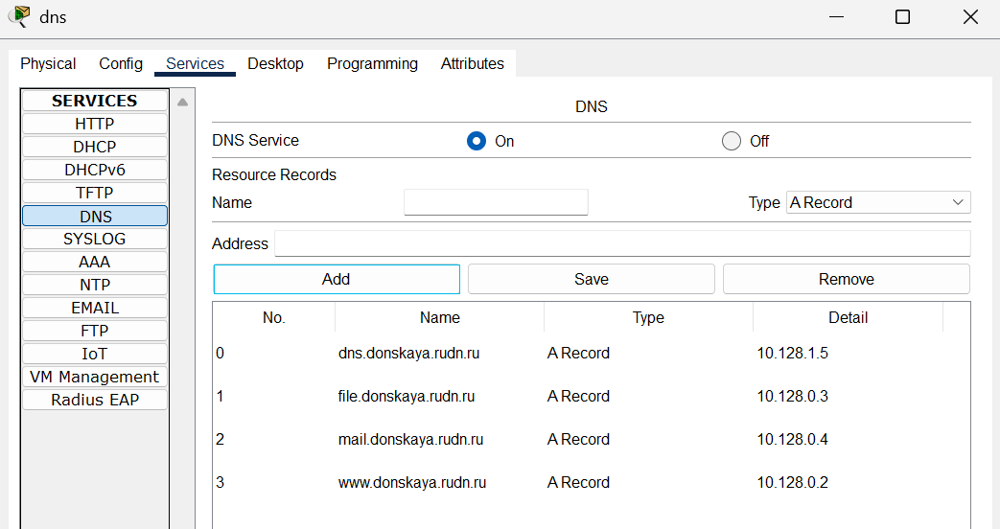 dns
Physical Config Services Desktop Programming Attributes
SERVICES
HTTP
DHCP
DHCPv6
TFTP
DNS
SYSLOG
AAA
NTP
EMAIL
FTP
IoT
VM Management
Radius EAP
DNS
DNS Service On Off
Resource Records
Name Type A Record
Address
Add Save Remove
No. Name Type Detail
0 dns.donskaya.rudn.ru A Record 10.128.1.5
1 file.donskaya.rudn.ru A Record 10.128.0.3
2 mail.donskaya.rudn.ru A Record 10.128.0.4
3 www.donskaya.rudn.ru A Record 10.128.0.2